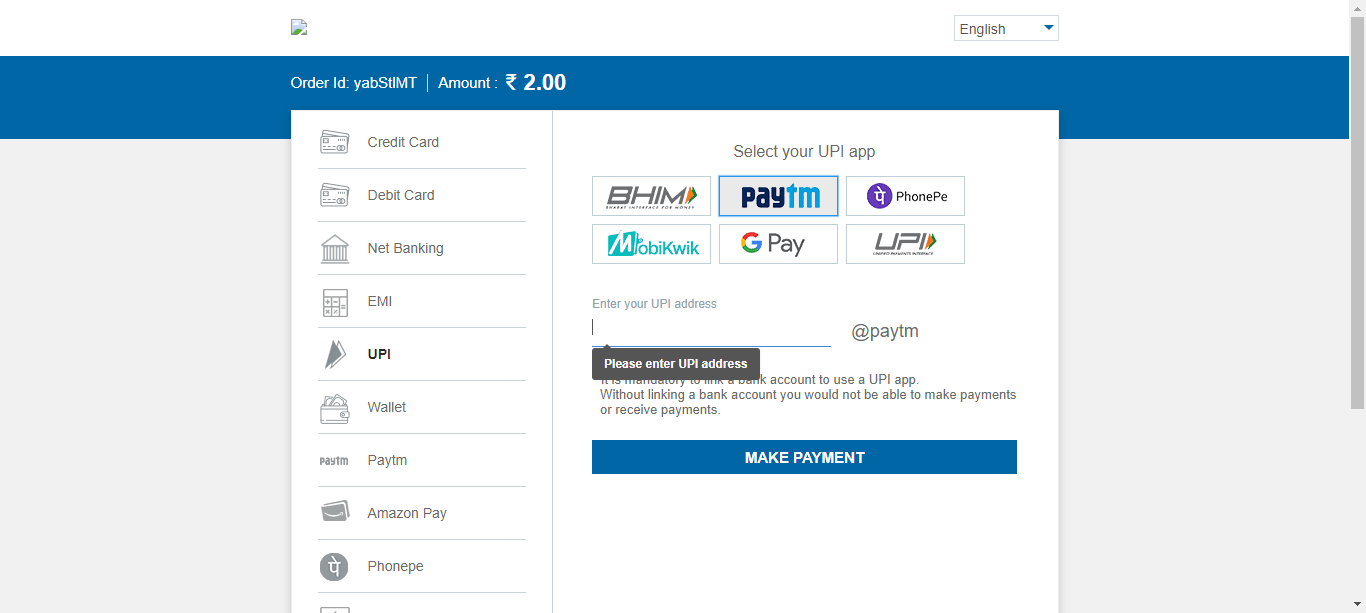 English
Order Id: yabStlMT
Amount : ₹ 2.00
Credit Card
Debit Card
Net Banking
EMI
UPI
Wallet
paytm Paytm
Amazon Pay
Phonepe
Select your UPI app
BHIM
BHARAT INTERFACE FOR MONEY
paytm
PhonePe
MobiKwik
G Pay
UPI
UNIFIED PAYMENTS INTERFACE
Enter your UPI address
@paytm
Please enter UPI address
It is mandatory to link a bank account to use a UPI app.
Without linking a bank account you would not be able to make payments
or receive payments.
MAKE PAYMENT